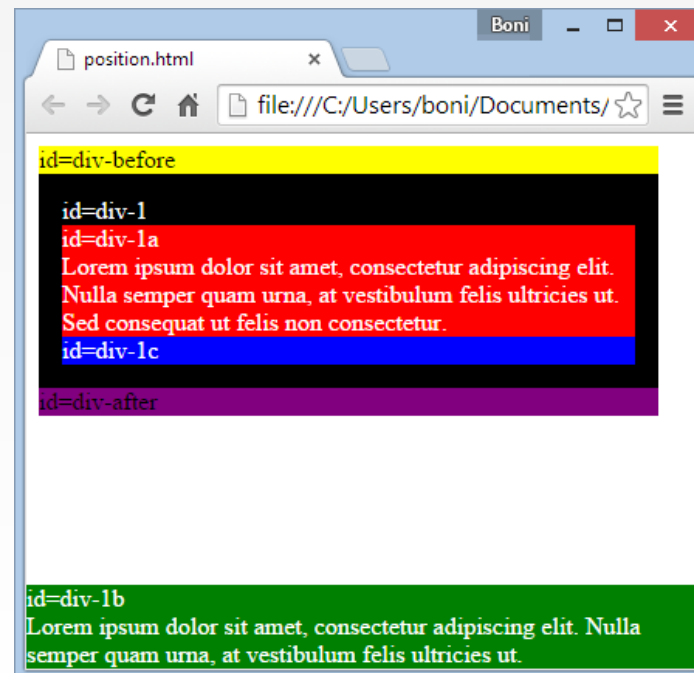 Boni
position.html
file:///C:/Users/boni/Documents/
id=div-before
id=div-1
id=div-1a
Lorem ipsum dolor sit amet, consectetur adipiscing elit.
Nulla semper quam urna, at vestibulum felis ultricies ut.
Sed consequat ut felis non consectetur.
id=div-1c
id=div-after
id=div-1b
Lorem ipsum dolor sit amet, consectetur adipiscing elit. Nulla
semper quam urna, at vestibulum felis ultricies ut.